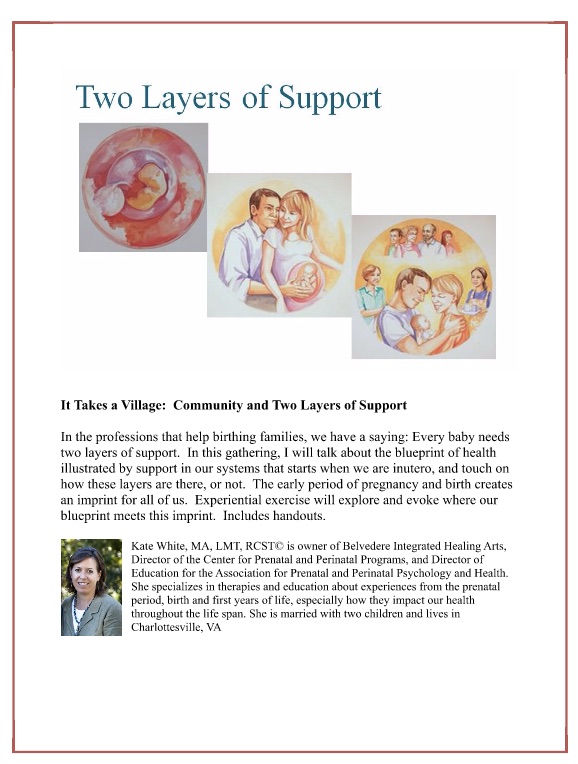 Two Layers of Support
It Takes a Village:  Community and Two Layers of Support
In the professions that help birthing families, we have a saying: Every baby needs
two layers of support.  In this gathering, I will talk about the blueprint of health
illustrated by support in our systems that starts when we are inutero, and touch on
how these layers are there, or not.  The early period of pregnancy and birth creates
an imprint for all of us.  Experiential exercise will explore and evoke where our
blueprint meets this imprint.  Includes handouts.
Kate White, MA, LMT, RCST© is owner of Belvedere Integrated Healing Arts,
Director of the Center for Prenatal and Perinatal Programs, and Director of
Education for the Association for Prenatal and Perinatal Psychology and Health.
She specializes in therapies and education about experiences from the prenatal
period, birth and first years of life, especially how they impact our health
throughout the life span. She is married with two children and lives in
Charlottesville, VA